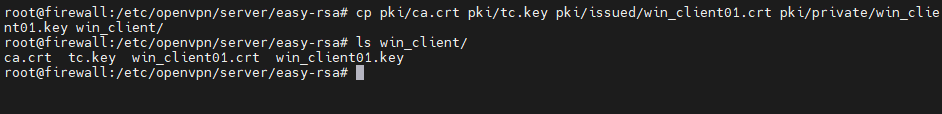 root@firewall:/etc/openvpn/server/easy-rsa# cp pki/ca.crt pki/tc.key pki/issued/win_client01.crt pki/private/win_clie
nt01.key win_client/
root@firewall:/etc/openvpn/server/easy-rsa# ls win_client/
ca.crt  tc.key  win_client01.crt  win_client01.key
root@firewall:/etc/openvpn/server/easy-rsa#